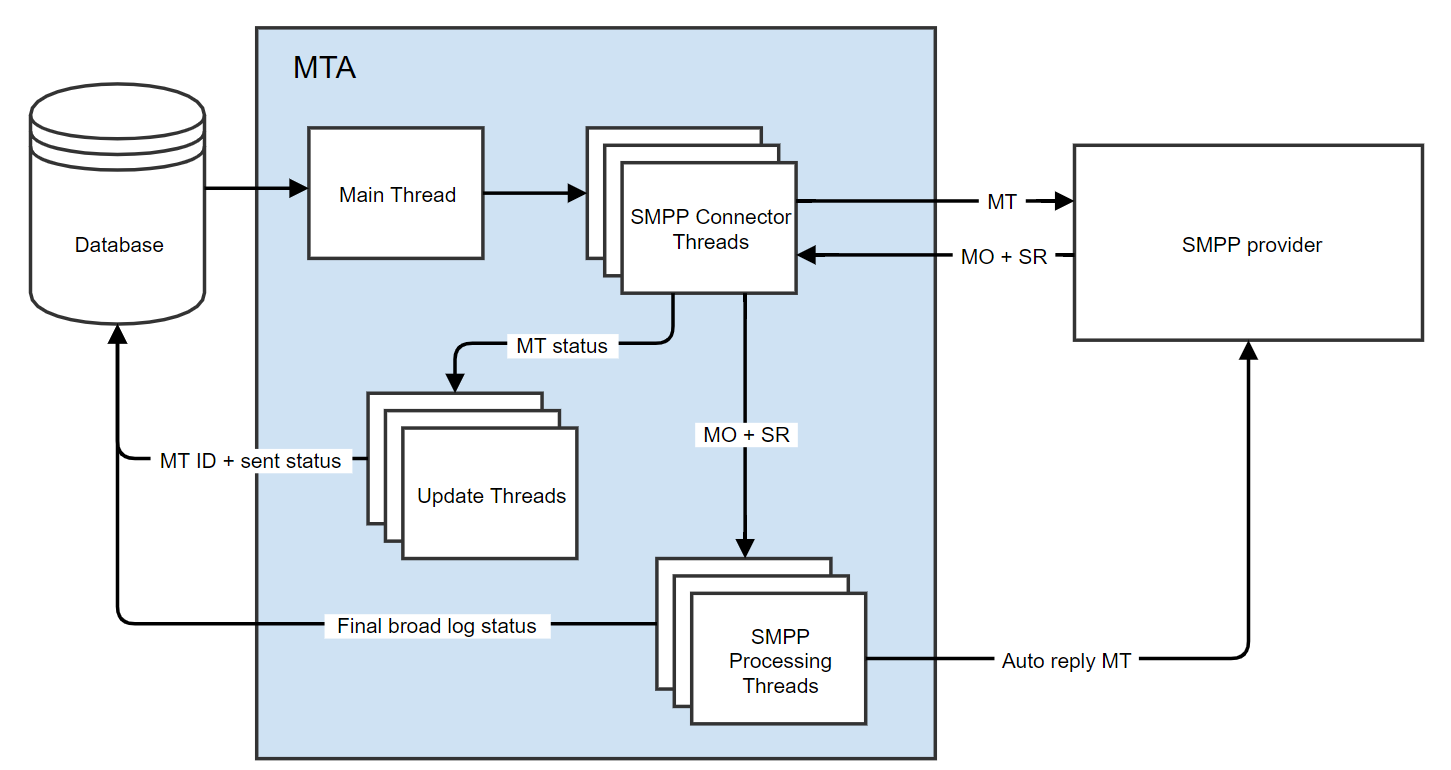 MTA
Database
Main Thread
SMPP Connector
Threads
MT
MO + SR
SMPP provider
MT status
MO + SR
MT ID + sent status
Update Threads
Final broad log status
SMPP
Processing
Threads
Auto reply MT